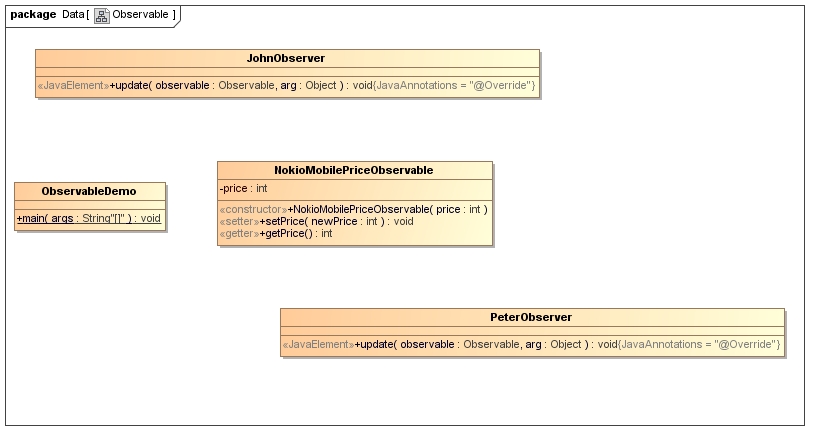 package Data[ Observable ]
JohnObserver
«JavaElement»+update( observable : Observable, arg : Object ) : void{JavaAnnotations = "@Override"}
NokioMobilePriceObservable
-price : int
«constructor»+NokioMobilePriceObservable( price : int )
«setter»+setPrice( newPrice : int ) : void
«getter»+getPrice() : int
ObservableDemo
+main( args : String"[]" ) : void
PeterObserver
«JavaElement»+update( observable : Observable, arg : Object ) : void{JavaAnnotations = "@Override"}